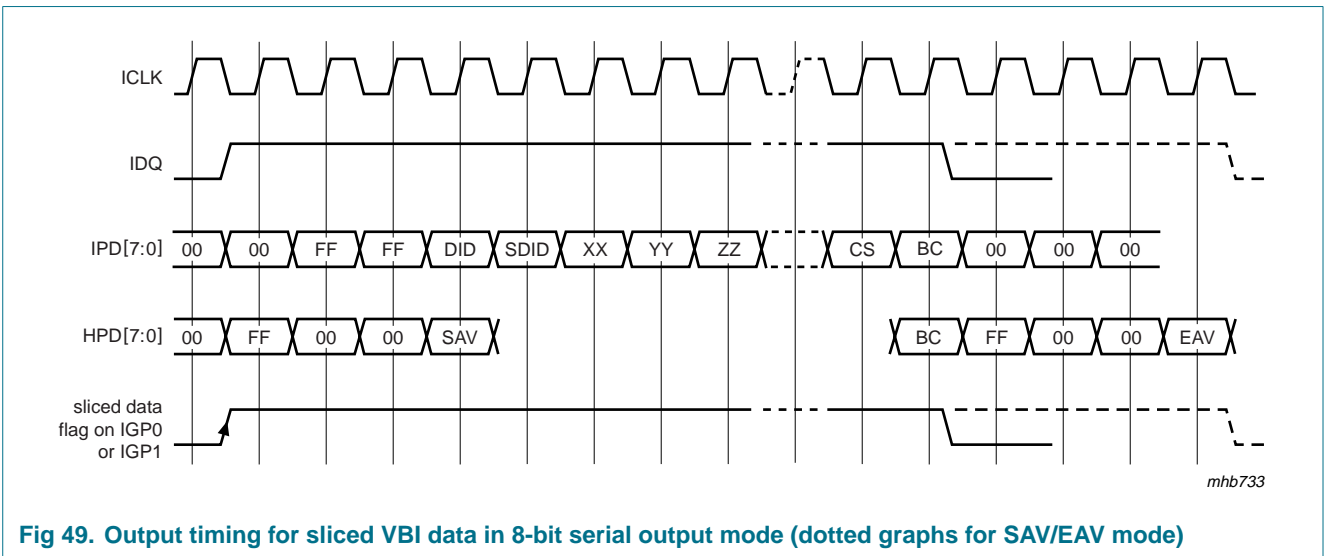 ICLK
IDQ
IPD[7:0] 00 00 FF FF DID SDID XX YY ZZ CS BC 00 00 00
HPD[7:0] 00 FF 00 00 SAV BC FF 00 00 EAV
sliced data
flag on IGP0
or IGP1
mhb733
Fig 49. Output timing for sliced VBI data in 8-bit serial output mode (dotted graphs for SAV/EAV mode)